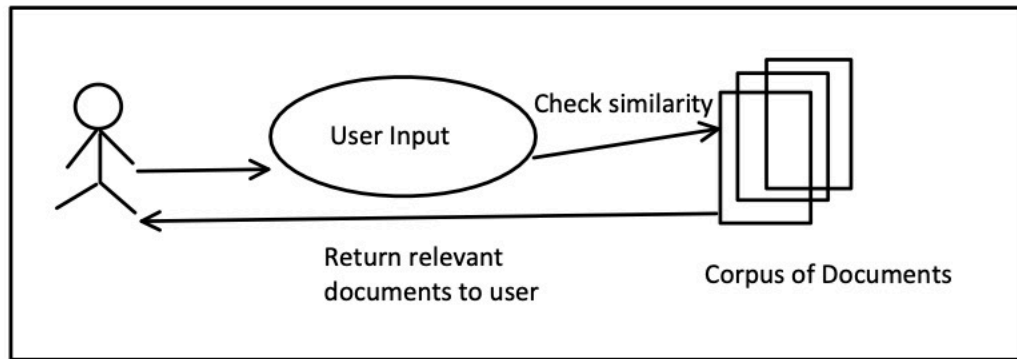 Check similarity
User Input
Return relevant
documents to user
Corpus of Documents